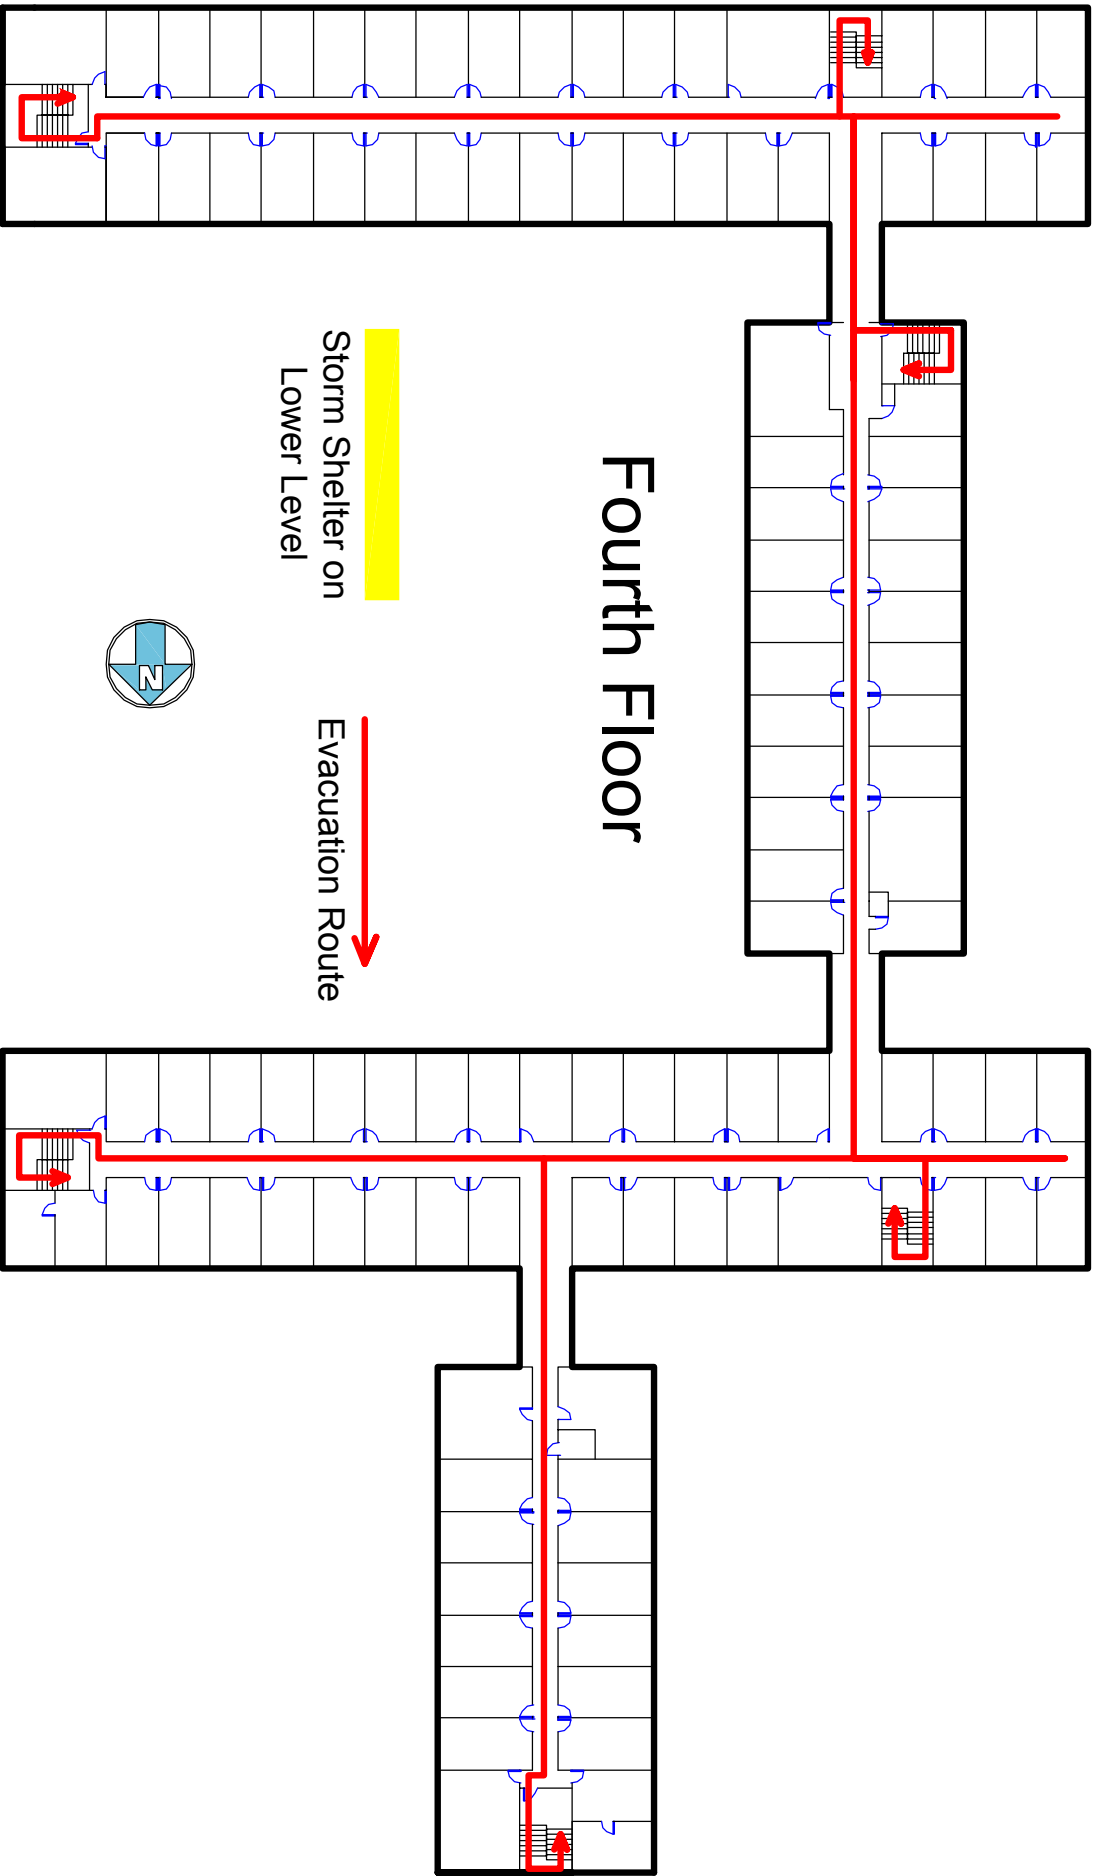 Fourth Floor
Storm Shelter on
Lower Level
Evacuation Route
N